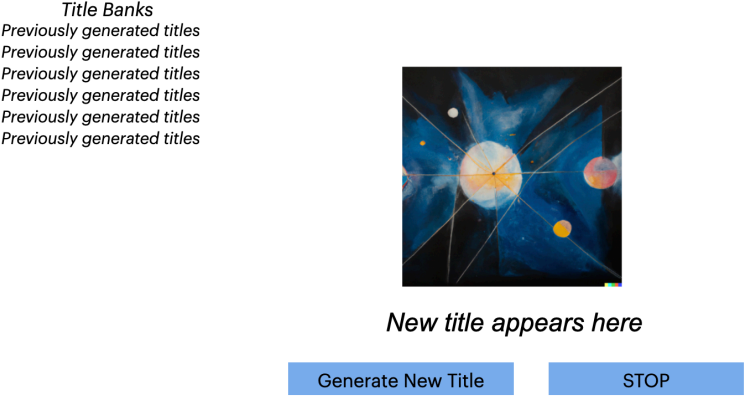 Title Banks
Previously generated titles
Previously generated titles
Previously generated titles
Previously generated titles
Previously generated titles
Previously generated titles
New title appears here
Generate New Title
STOP